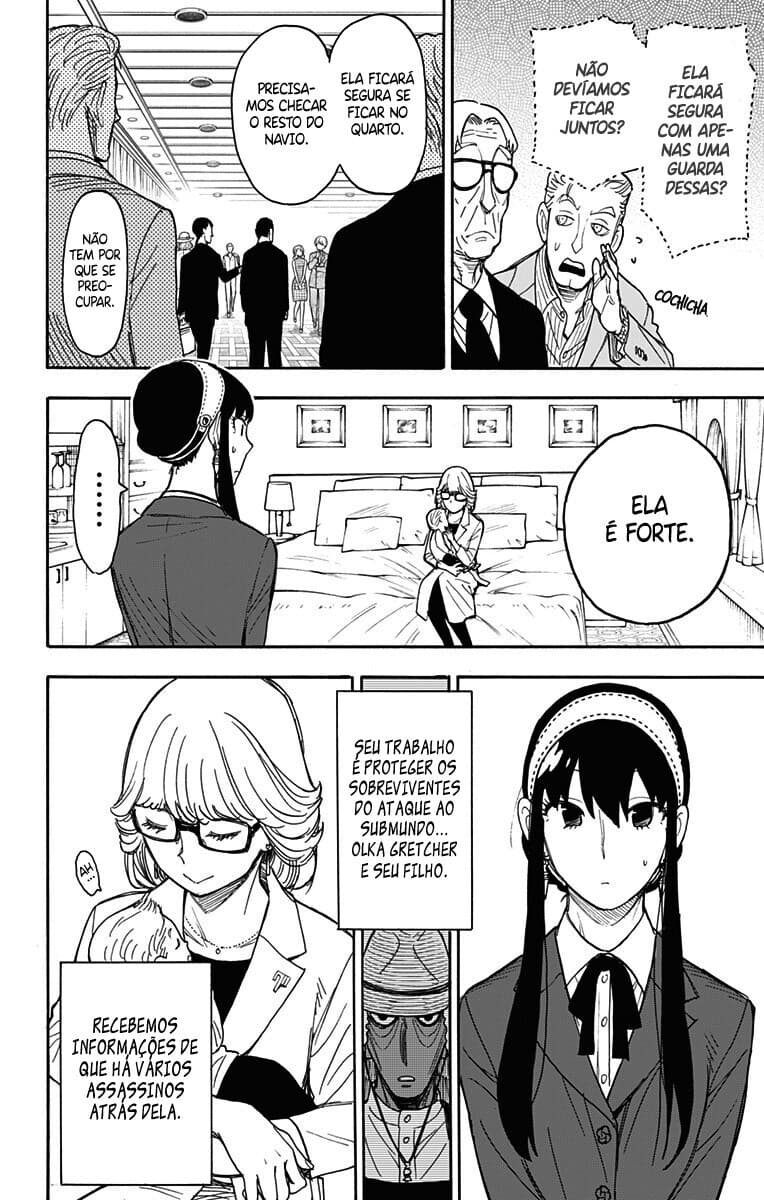 ELA
FICARÁ
SEGURA
COM APE-
NAS UMA
GUARDA
DESSAS?
NÃO
DEVÍAMOS
FICAR
JUNTOS?
COCHICHA
ELA FICARÁ
SEGURA SE
FICAR NO
QUARTO.
PRECISA-
MOS CHECAR
O RESTO DO
NAVIO.
NÃO
TEM POR
QUE SE
PREO-
CUPAR.
ELA
É FORTE.
......
SEU TRABALHO
É PROTEGER OS
SOBREVIVENTES
DO ATAQUE AO
SUBMUNDO...
OLKA GRETCHER
E SEU FILHO.
AH
...
RECEBEMOS
INFORMAÇÕES DE
QUE HÁ VÁRIOS
ASSASSINOS
ATRÁS DELA.